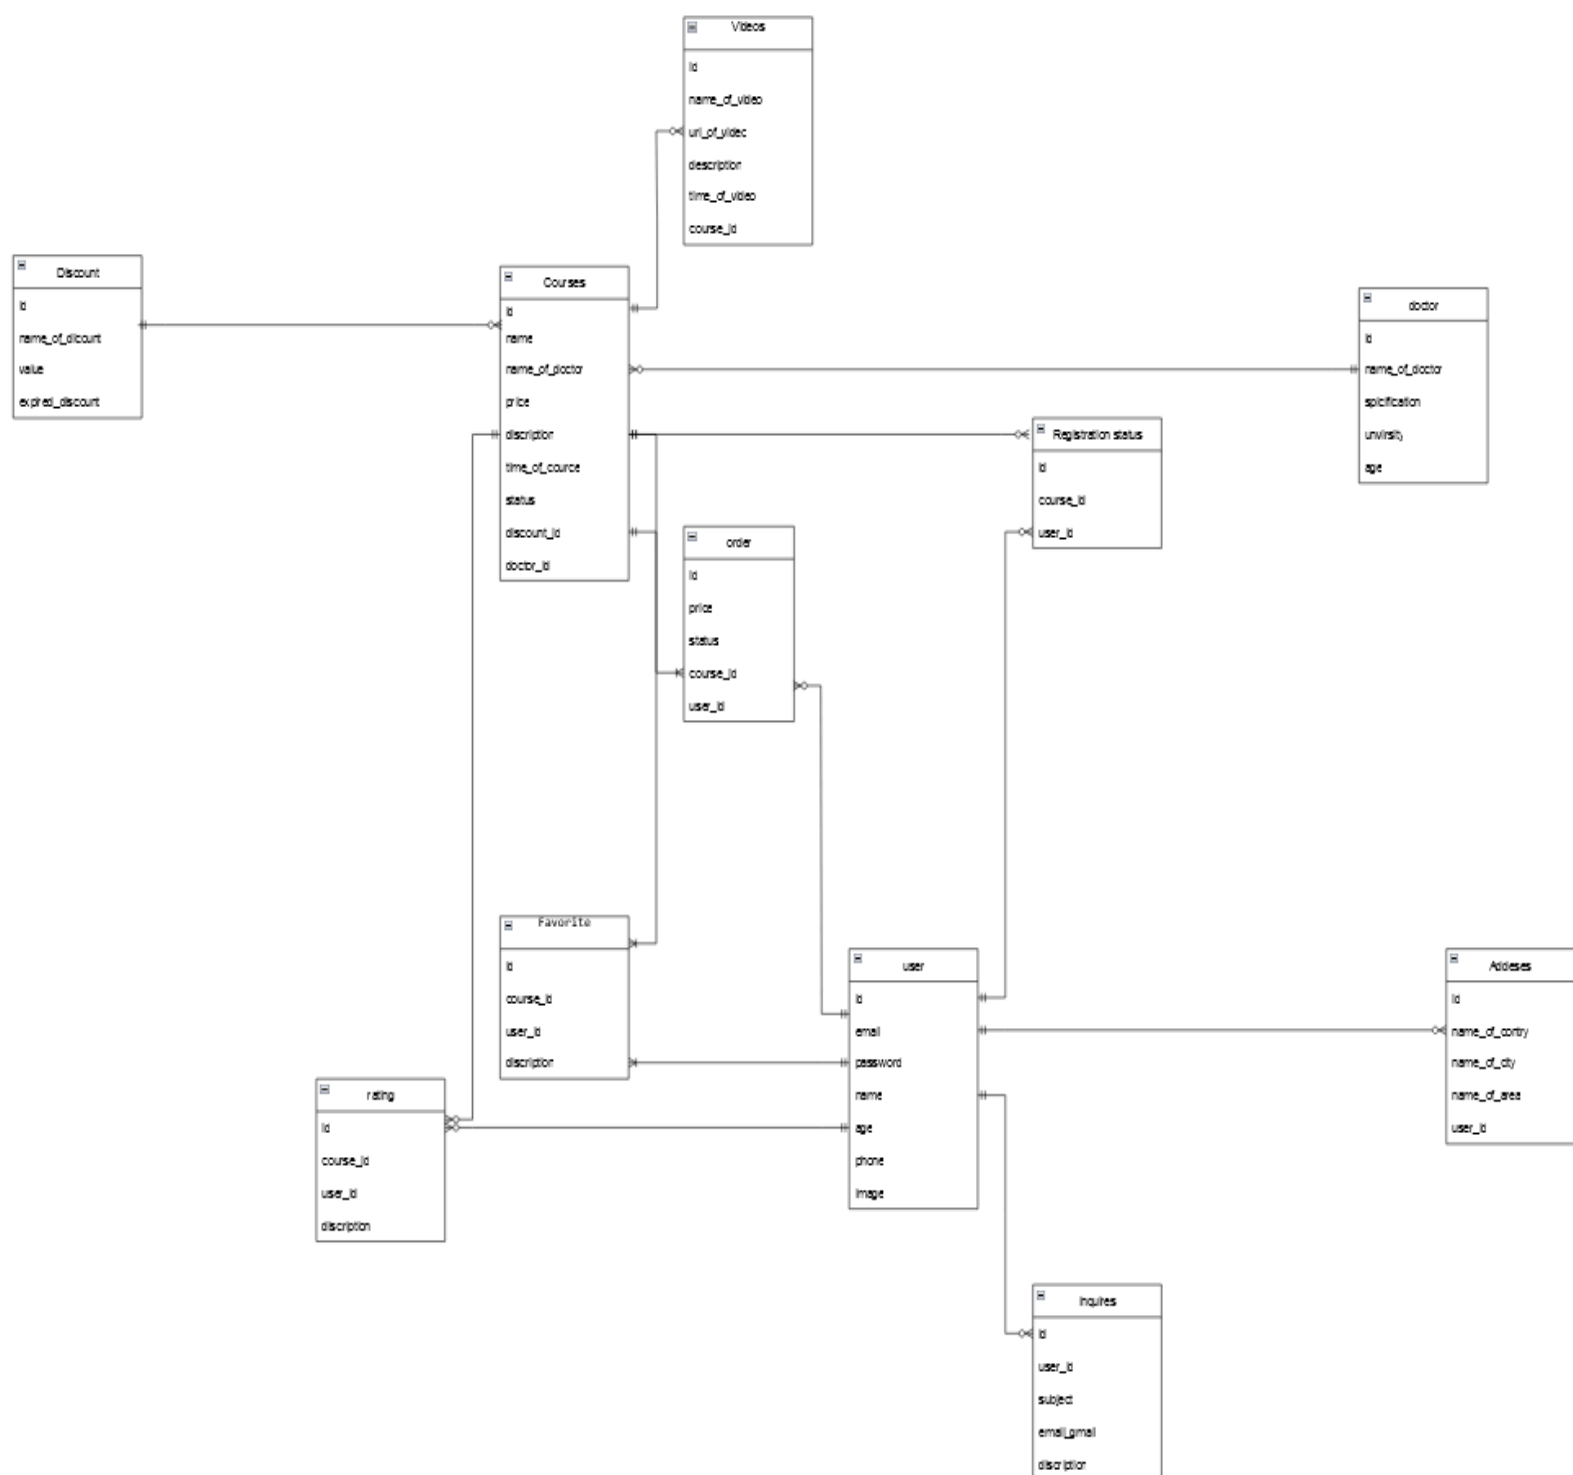 Videos
id
name_of_video
url_of_video
description
time_of_video
course_id
Discount
id
name_of_dicount
value
expired_discount
Courses
id
name
name_of_doctor
price
discription
time_of_cource
status
discount_id
doctor_id
doctor
id
name_of_doctor
spicification
unvirsity
age
Registration status
id
course_id
user_id
order
id
price
status
course_id
user_id
Favorite
id
course_id
user_id
discription
user
id
email
password
name
age
phone
image
Addeses
id
name_of_contry
name_of_city
name_of_area
user_id
rating
id
course_id
user_id
discription
inquires
id
user_id
subject
email_gmail
discription